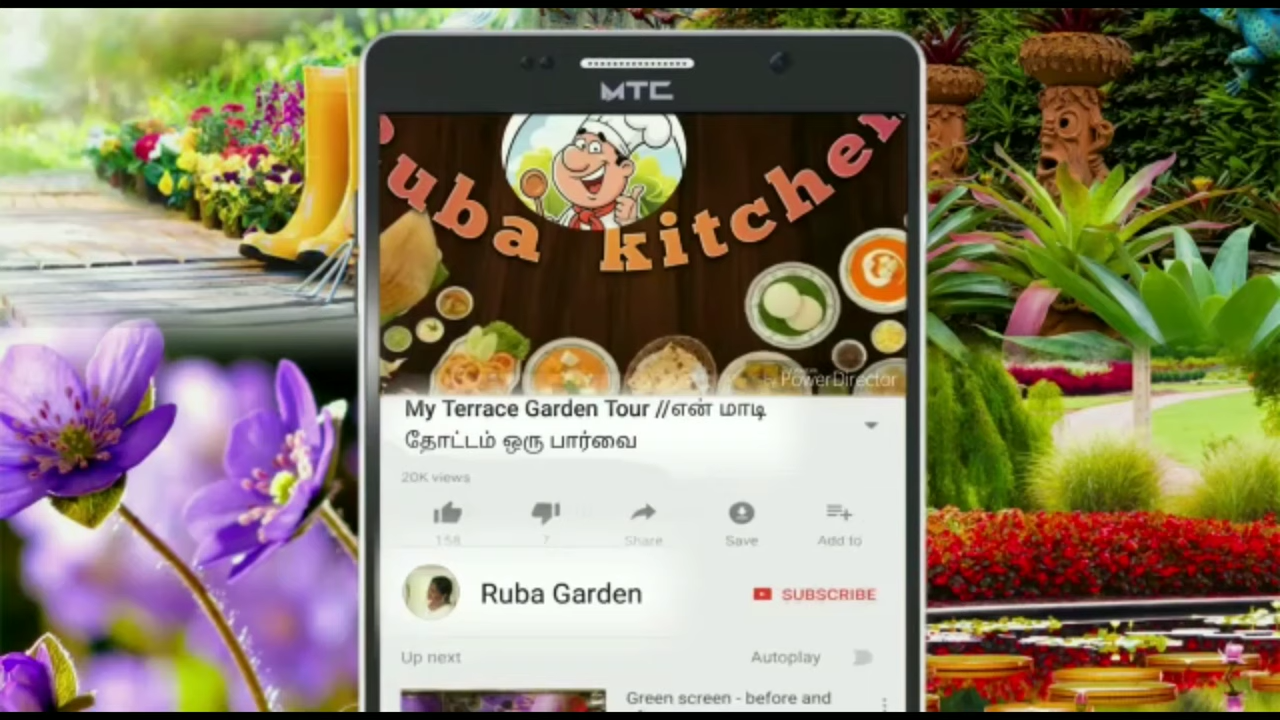 MTC
Ruba kitchen
by PowerDirector
My Terrace Garden Tour //என் மாடி
தோட்டம் ஒரு பார்வை
20K views
158 7 Share Save Add to
Ruba Garden SUBSCRIBE
Up next Autoplay
Green screen - before and